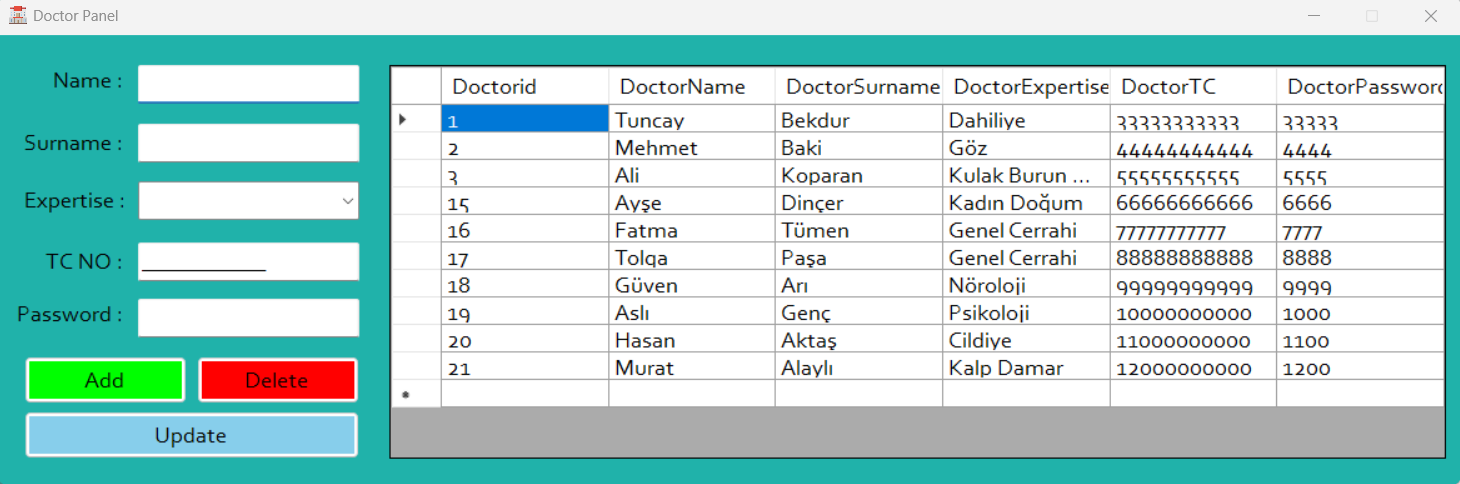 Doctor Panel
Name :
Surname :
Expertise :
TC NO :
Password :
Add Delete
Update
Doctorid DoctorName DoctorSurname DoctorExpertise DoctorTC DoctorPassword
1 Tuncay Bekdur Dahiliye 33333333333 33333
2 Mehmet Baki Göz 44444444444 4444
3 Ali Koparan Kulak Burun ... 55555555555 5555
15 Ayşe Dinçer Kadın Doğum 66666666666 6666
16 Fatma Tümen Genel Cerrahi 77777777777 7777
17 Tolga Paşa Genel Cerrahi 88888888888 8888
18 Güven Arı Nöroloji 99999999999 9999
19 Aslı Genç Psikoloji 10000000000 1000
20 Hasan Aktaş Cildiye 11000000000 1100
21 Murat Alaylı Kalp Damar 12000000000 1200